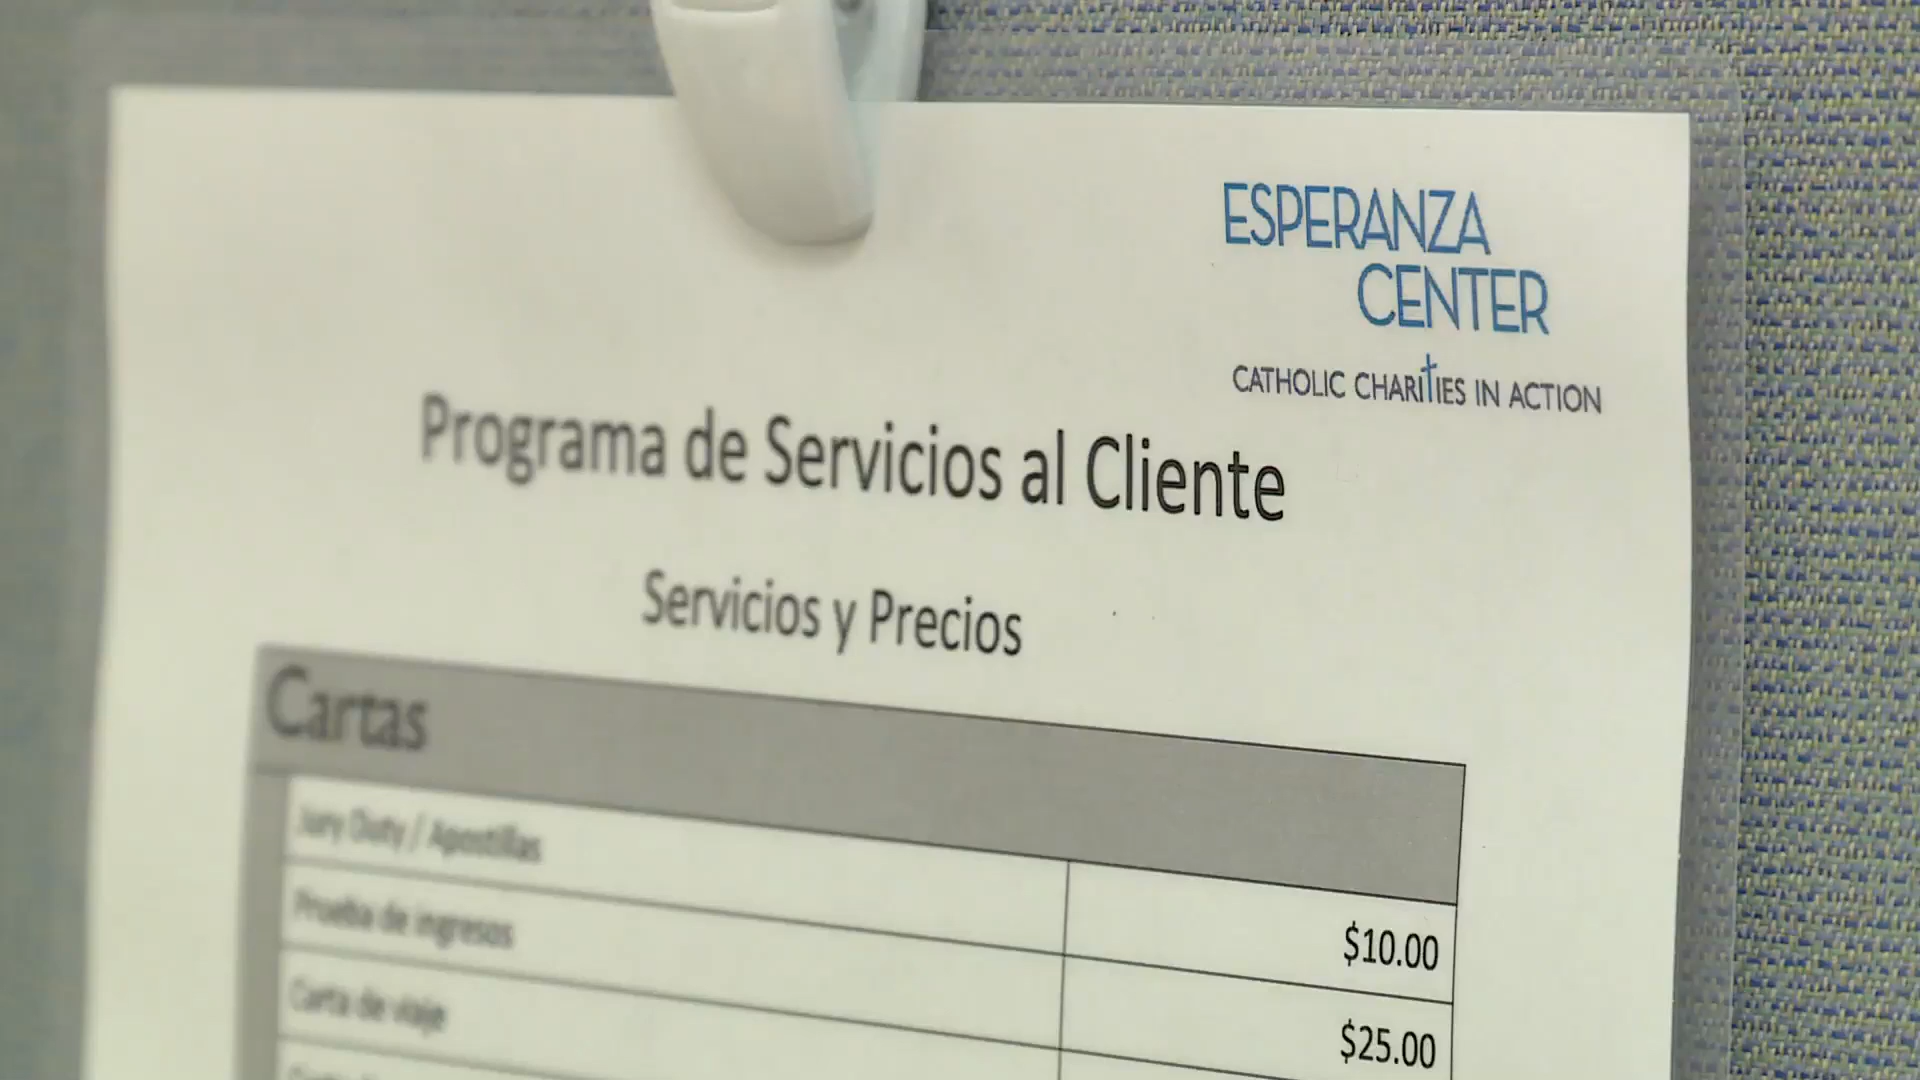 ESPERANZA
CENTER
CATHOLIC CHARITIES IN ACTION
Programa de Servicios al Cliente
Servicios y Precios
Cartas
Jury Duty / Apostillas $10.00
Prueba de ingresos $25.00
Carta de viaje